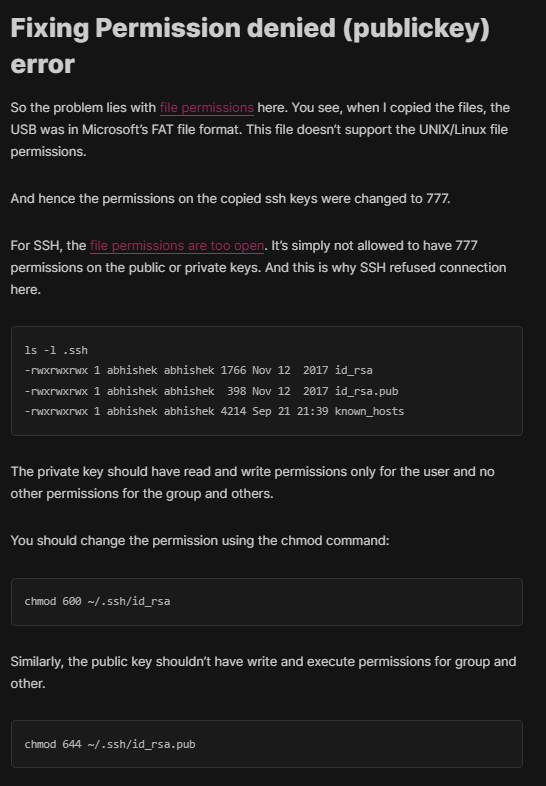 Fixing Permission denied (publickey)
error
So the problem lies with file permissions here. You see, when I copied the files, the
USB was in Microsoft's FAT file format. This file doesn't support the UNIX/Linux file
permissions.
And hence the permissions on the copied ssh keys were changed to 777.
For SSH, the file permissions are too open. It's simply not allowed to have 777
permissions on the public or private keys. And this is why SSH refused connection
here.
ls -l .ssh
-rwxrwxrwx 1 abhishek abhishek 1766 Nov 12  2017 id_rsa
-rwxrwxrwx 1 abhishek abhishek  398 Nov 12  2017 id_rsa.pub
-rwxrwxrwx 1 abhishek abhishek 4214 Sep 21 21:39 known_hosts
The private key should have read and write permissions only for the user and no
other permissions for the group and others.
You should change the permission using the chmod command:
chmod 600 ~/.ssh/id_rsa
Similarly, the public key shouldn't have write and execute permissions for group and
other.
chmod 644 ~/.ssh/id_rsa.pub